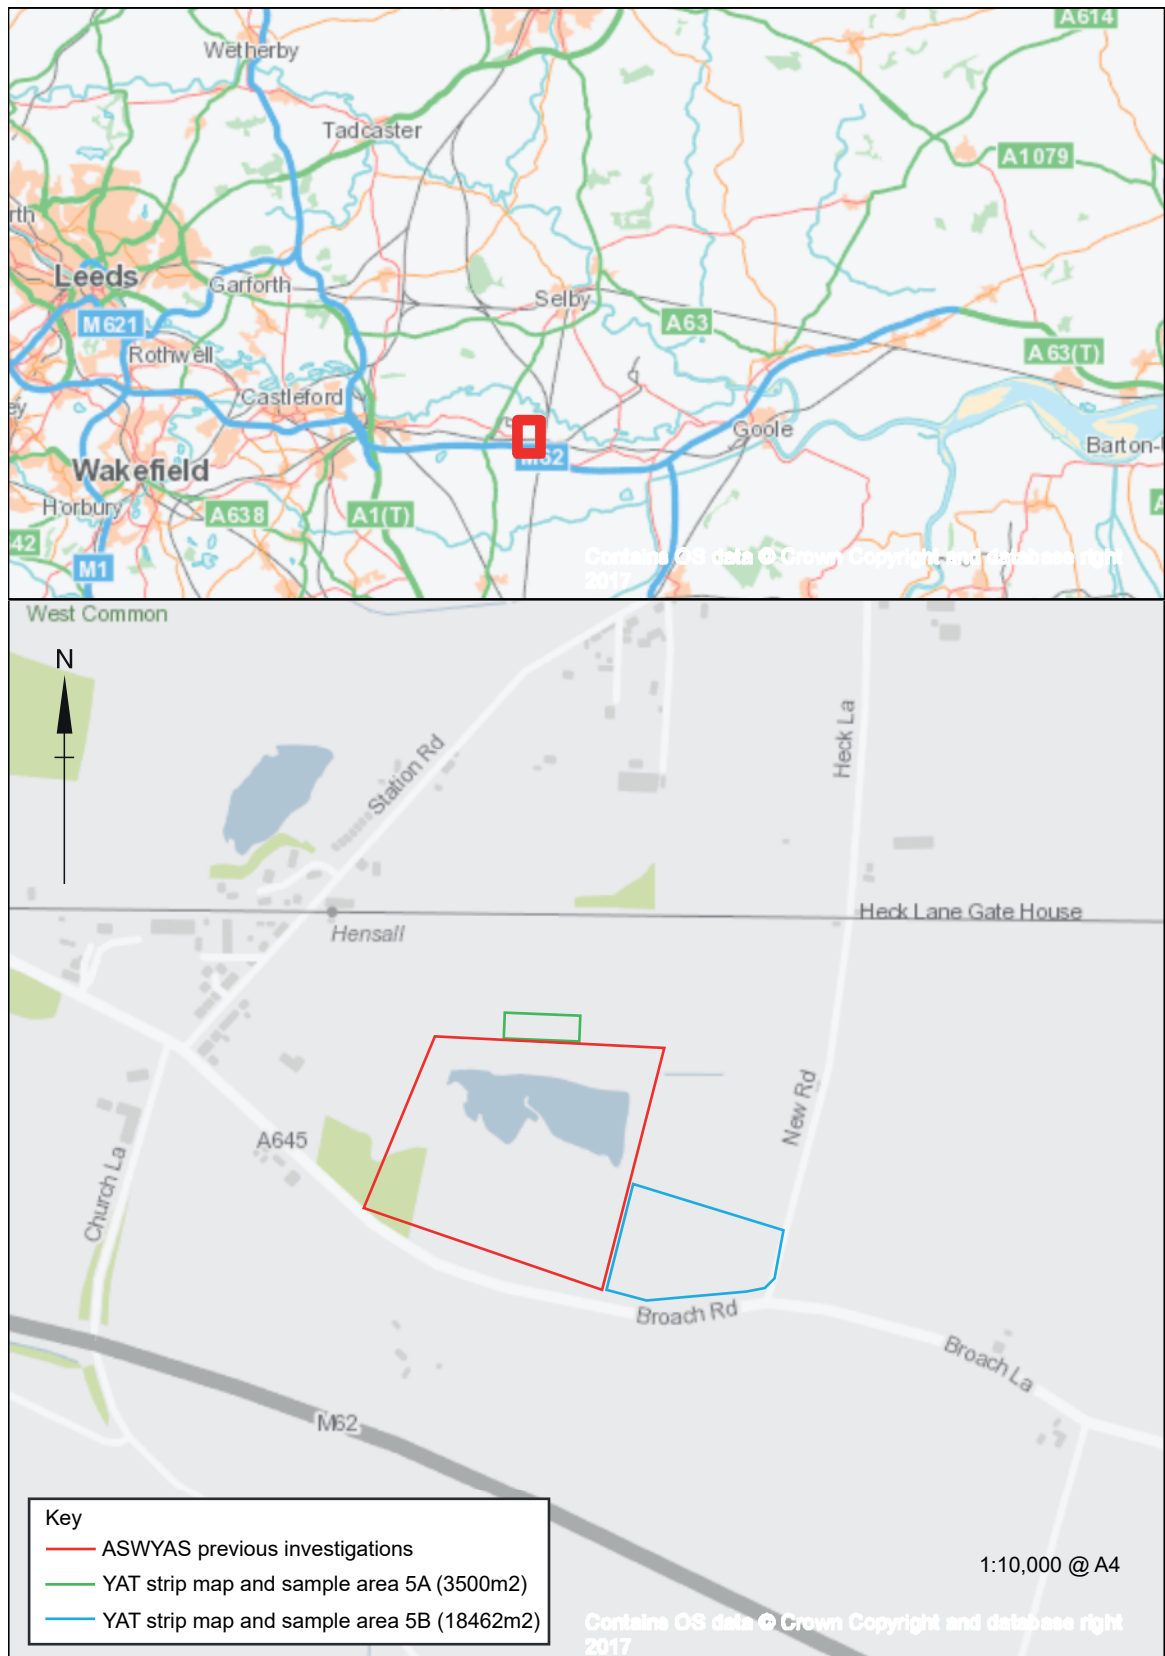 A614
Wetherby
Tadcaster
A1079
rth
Leeds
Garforth
Selby
M621
A63
Rothwell
A63(T)
Castleford
ey
Goole
Barton-
M62
Wakefield
Horbury
A638
A1(T)
A
42
M1
Contains OS data © Crown Copyright and database right
2017
West Common
N
Heck La
Station Rd
Heck Lane Gate House
Hensall
New Rd
A645
Church La
Broach Rd
Broach La
M62
Key
ASWYAS previous investigations
YAT strip map and sample area 5A (3500m2)
YAT strip map and sample area 5B (18462m2)
1:10,000 @ A4
Contains OS data © Crown Copyright and database right
2017